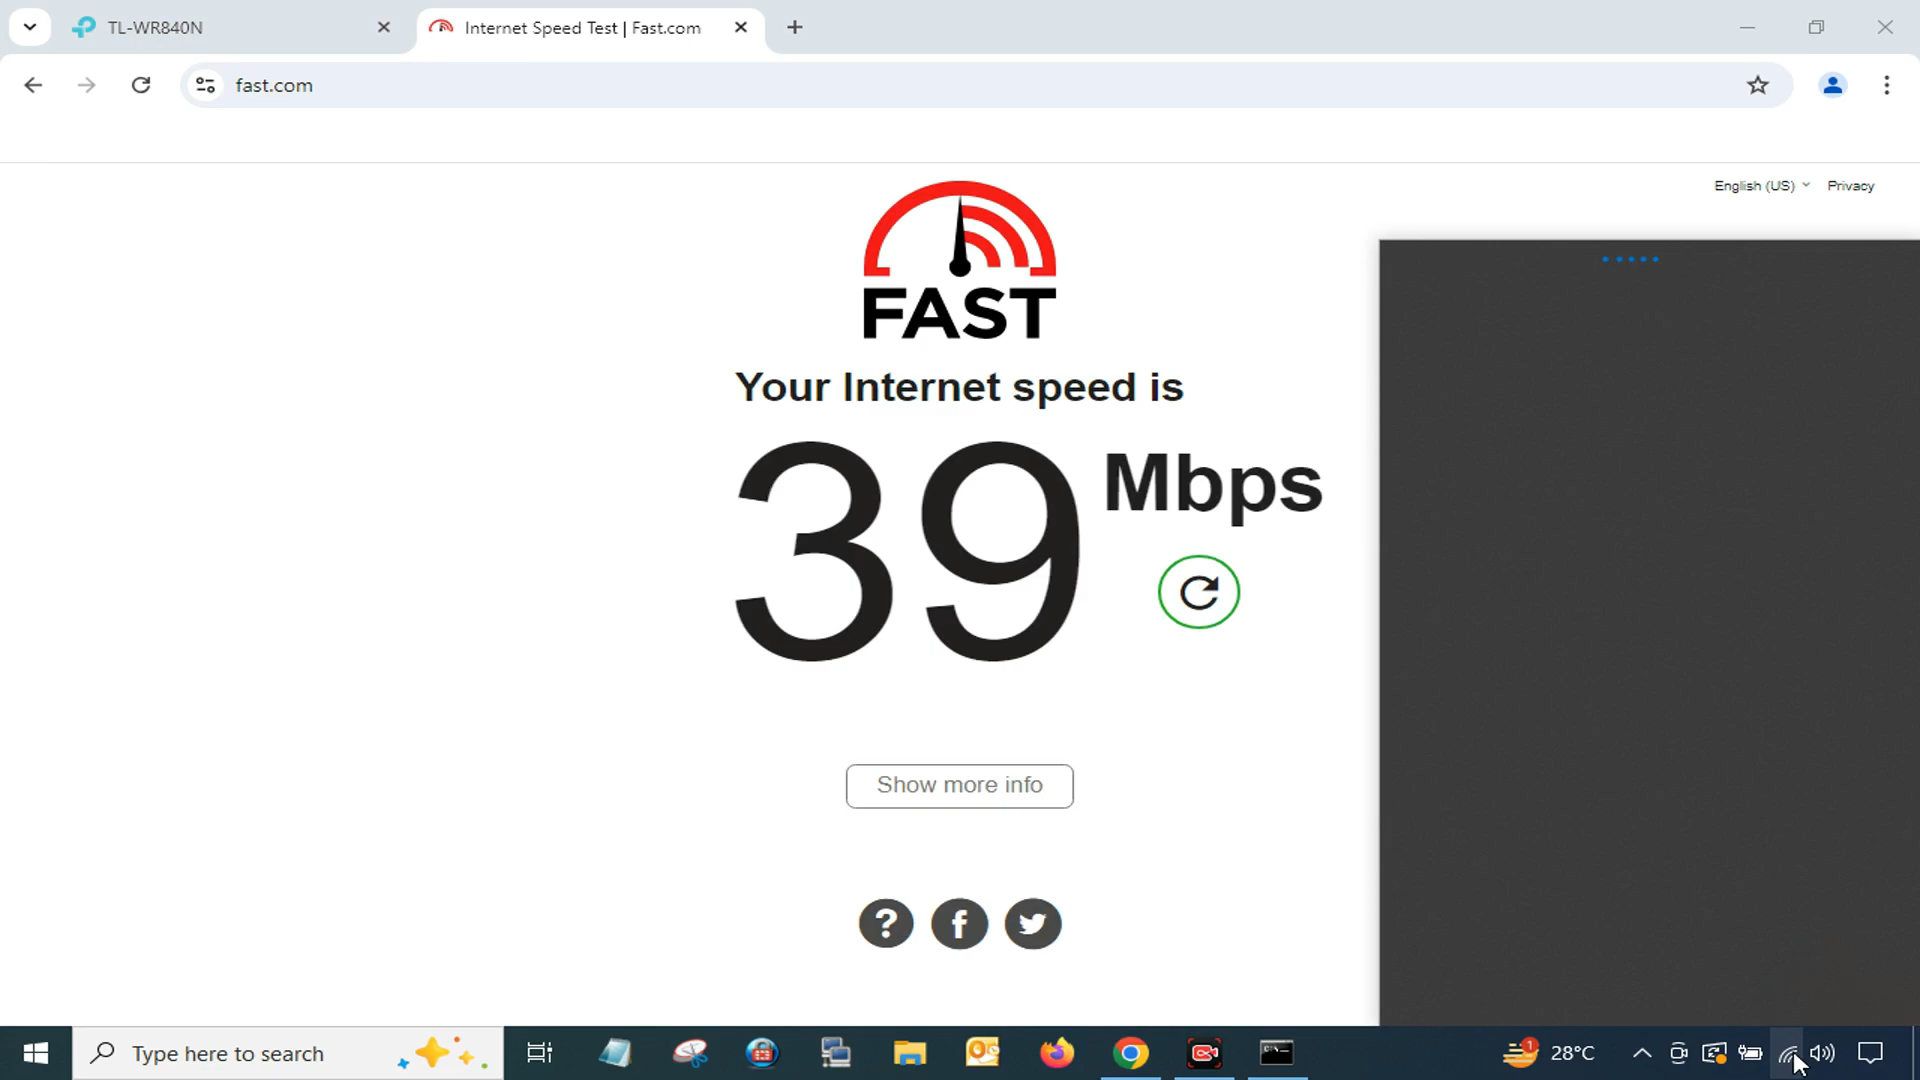 TL-WR840N
Internet Speed Test | Fast.com
fast.com
English (US)
Privacy
FAST
Your Internet speed is
39 Mbps
Show more info
Type here to search
1
28°C